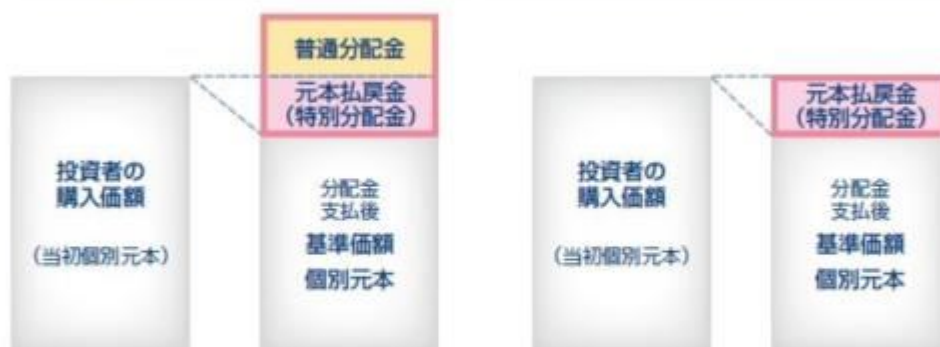 普通分配金
元本払戻金
（特別分配金）
投資者の
購入価額
（当初個別元本）
分配金
支払後
基準価額
個別元本
元本払戻金
（特別分配金）
投資者の
購入価額
（当初個別元本）
分配金
支払後
基準価額
個別元本